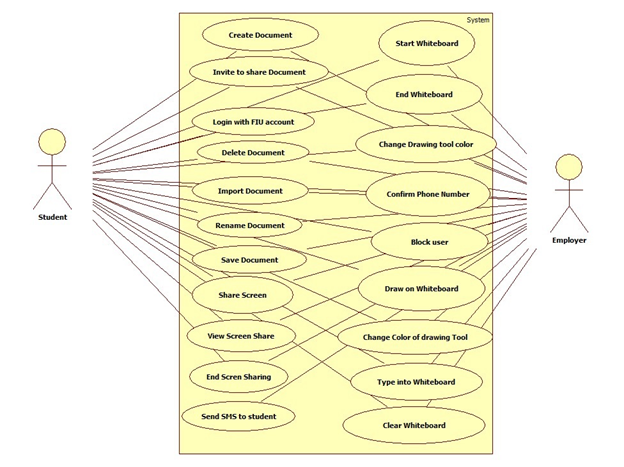 System
Create Document
Start Whiteboard
Invite to share Document
End Whiteboard
Login with FIU account
Change Drawing tool color
Delete Document
Import Document
Confirm Phone Number
Student
Employer
Rename Document
Block user
Save Document
Share Screen
Draw on Whiteboard
View Screen Share
Change Color of drawing Tool
End Scren Sharing
Type into Whiteboard
Send SMS to student
Clear Whiteboard